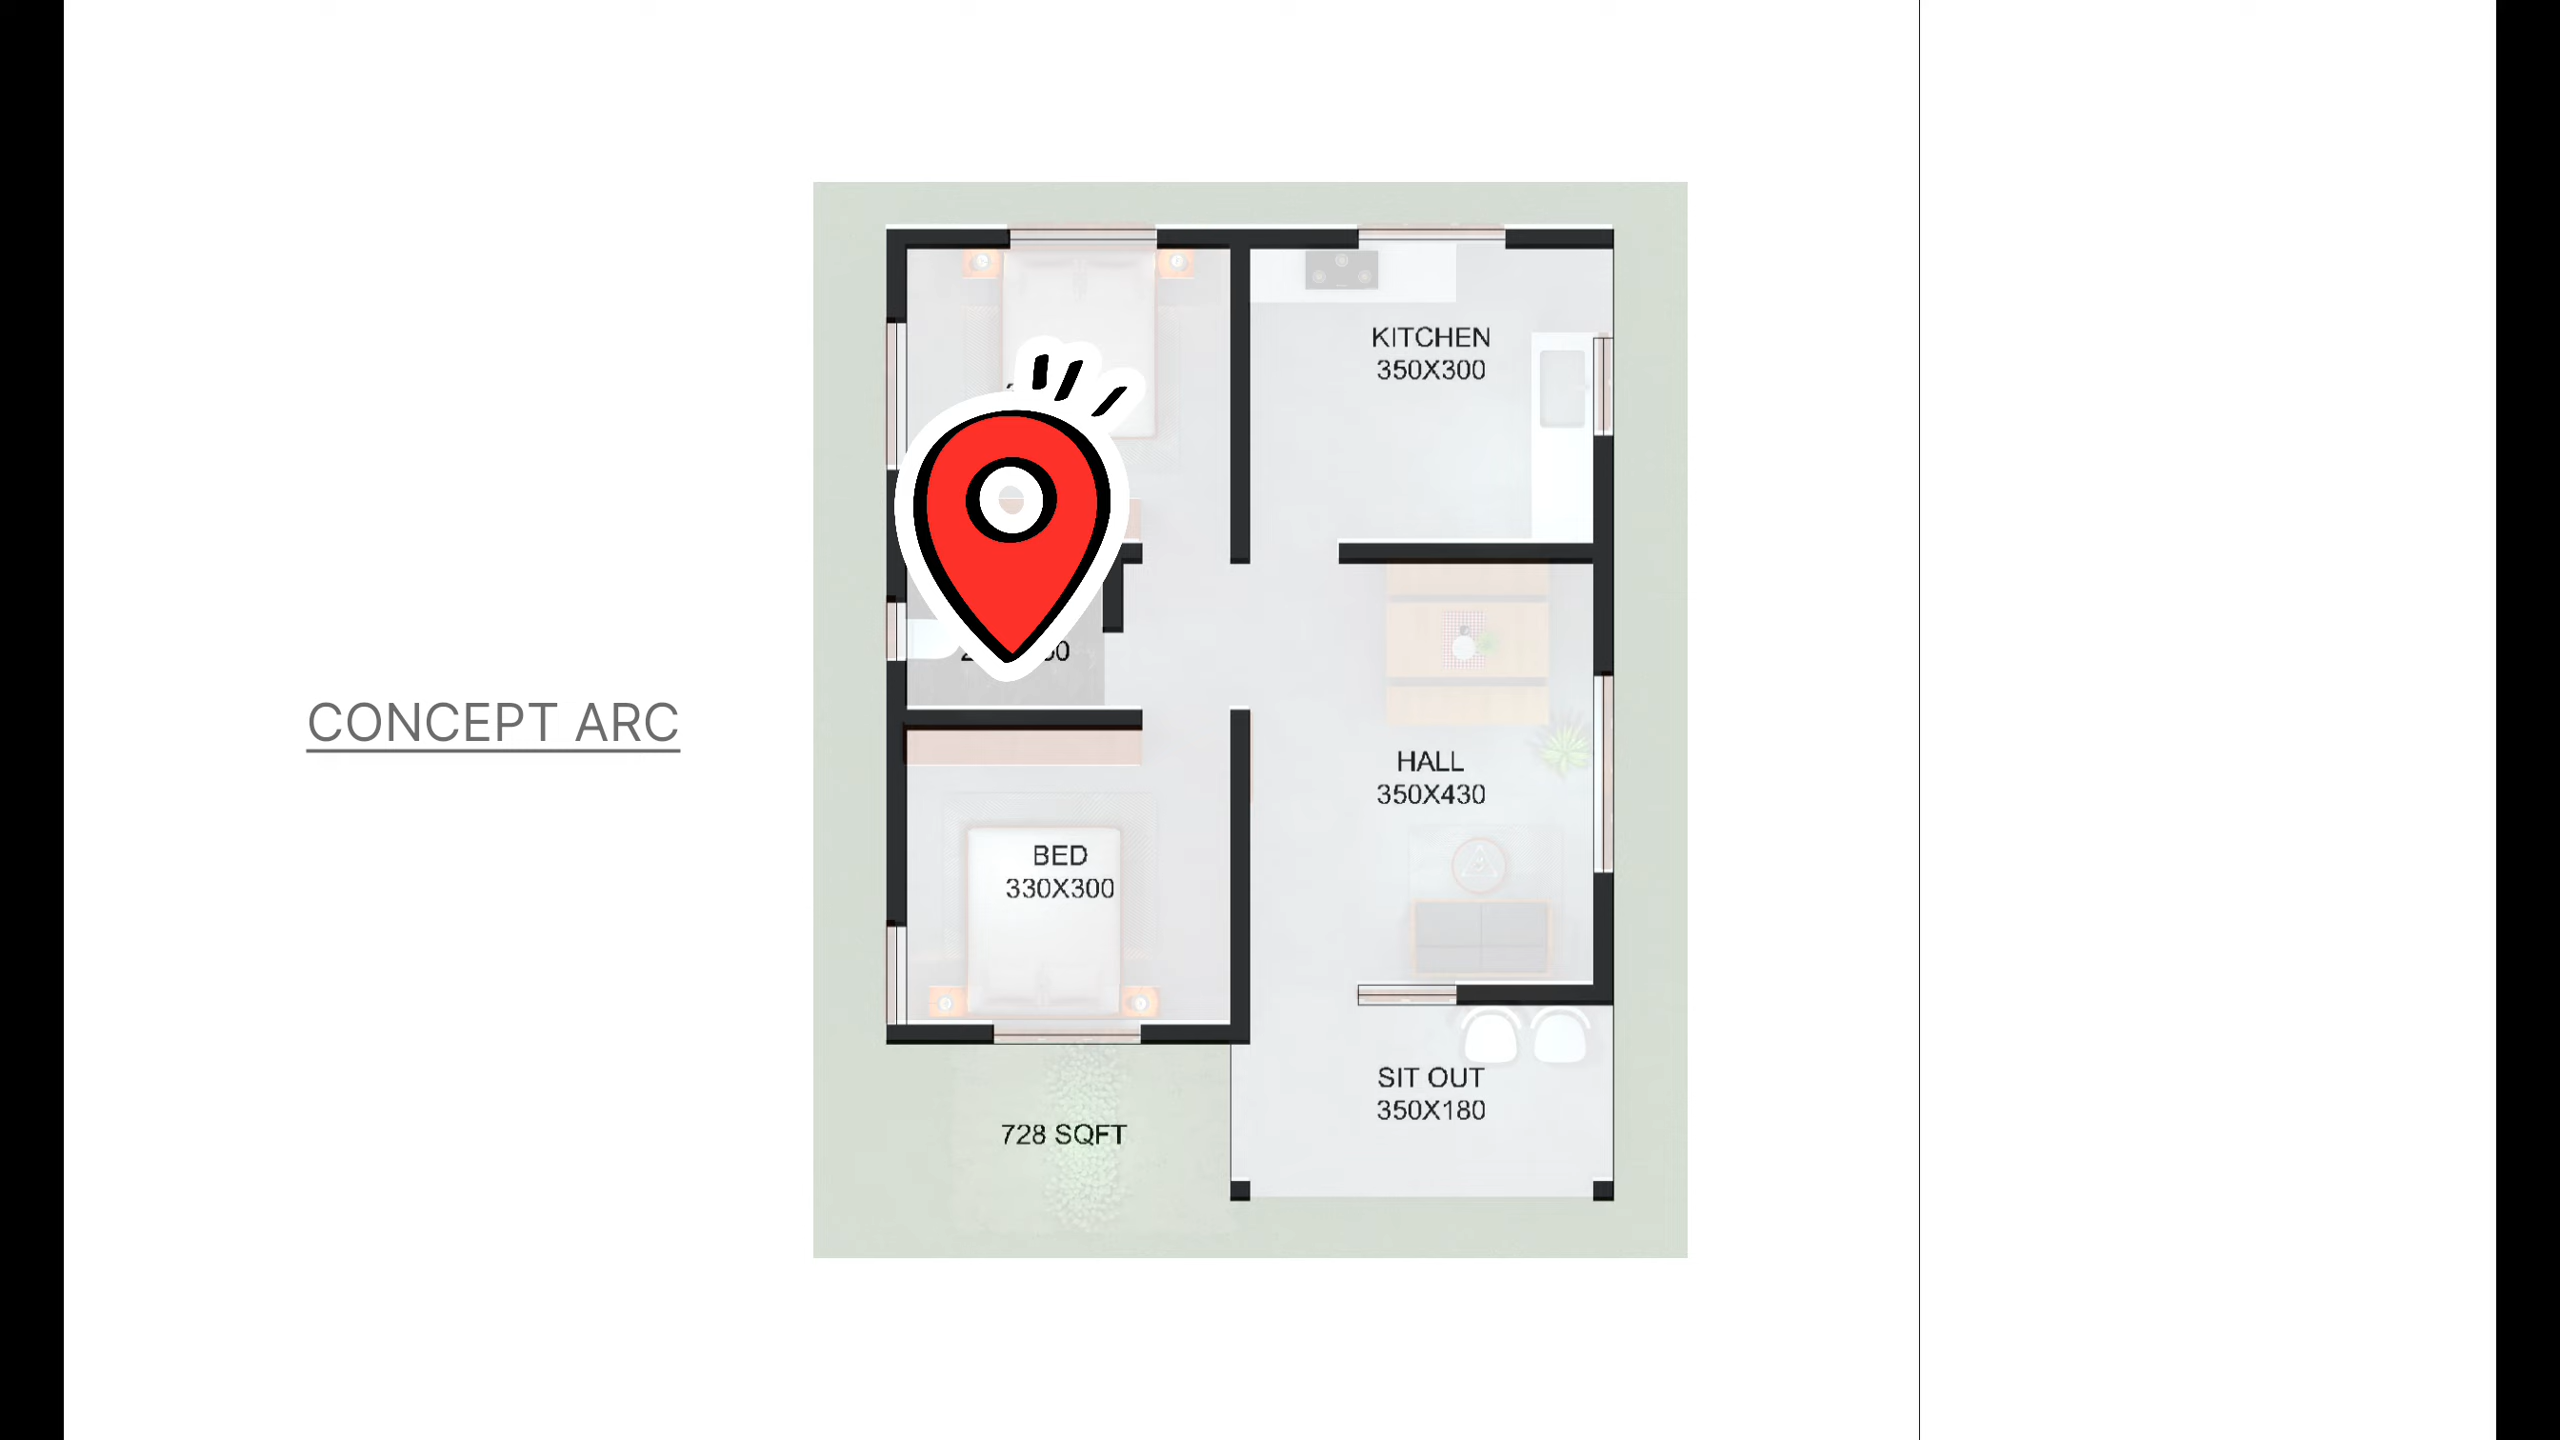 KITCHEN
350X300
CONCEPT ARC
HALL
350X430
BED
330X300
SIT OUT
350X180
728 SQFT